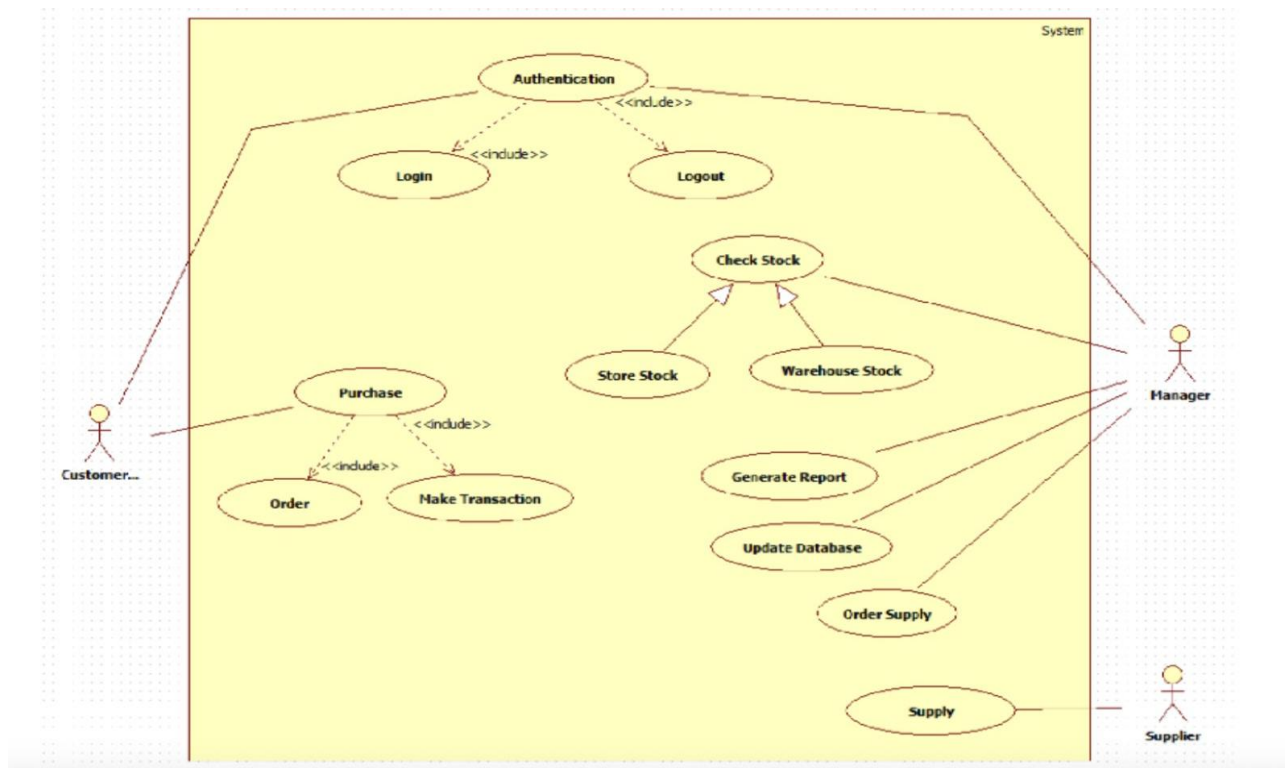 System
Authentication
<<include>>
<<include>>
Login
Logout
Check Stock
Store Stock
Warehouse Stock
Manager
Purchase
<<include>>
<<include>>
Customer...
Order
Make Transaction
Generate Report
Update Database
Order Supply
Supply
Supplier